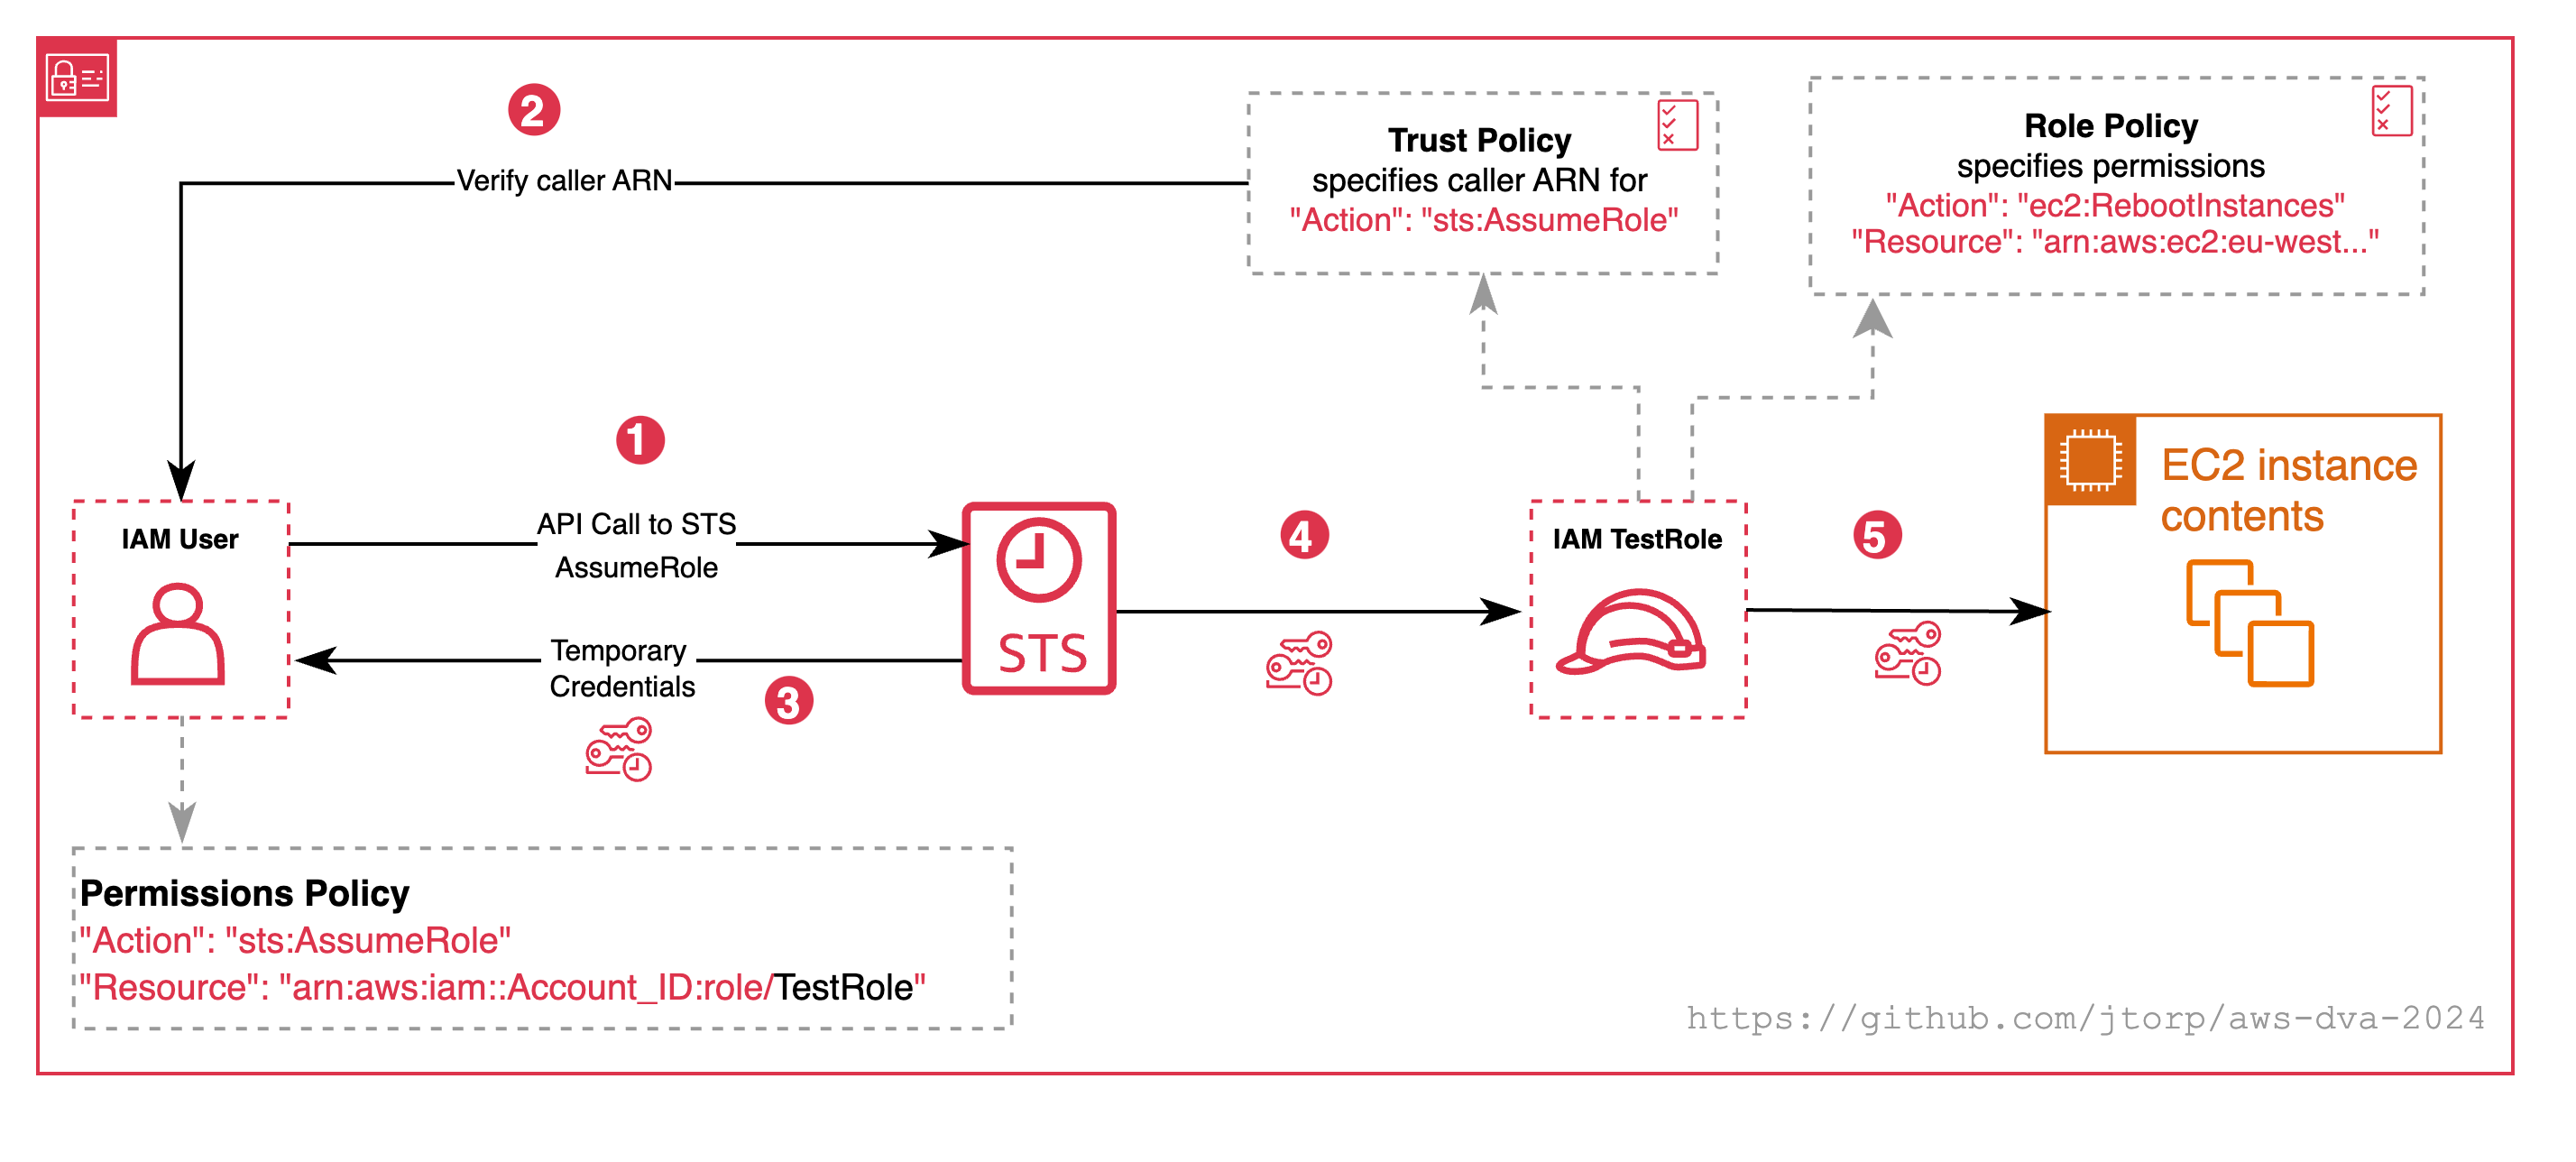 2
Verify caller ARN
Trust Policy
specifies caller ARN for
"Action": "sts:AssumeRole"
Role Policy
specifies permissions
"Action": "ec2:RebootInstances"
"Resource": "arn:aws:ec2:eu-west..."
1
IAM User
API Call to STS
AssumeRole
Temporary
Credentials
3
STS
4
IAM TestRole
5
EC2 instance
contents
Permissions Policy
"Action": "sts:AssumeRole"
"Resource": "arn:aws:iam::Account_ID:role/TestRole"
https://github.com/jtorp/aws-dva-2024